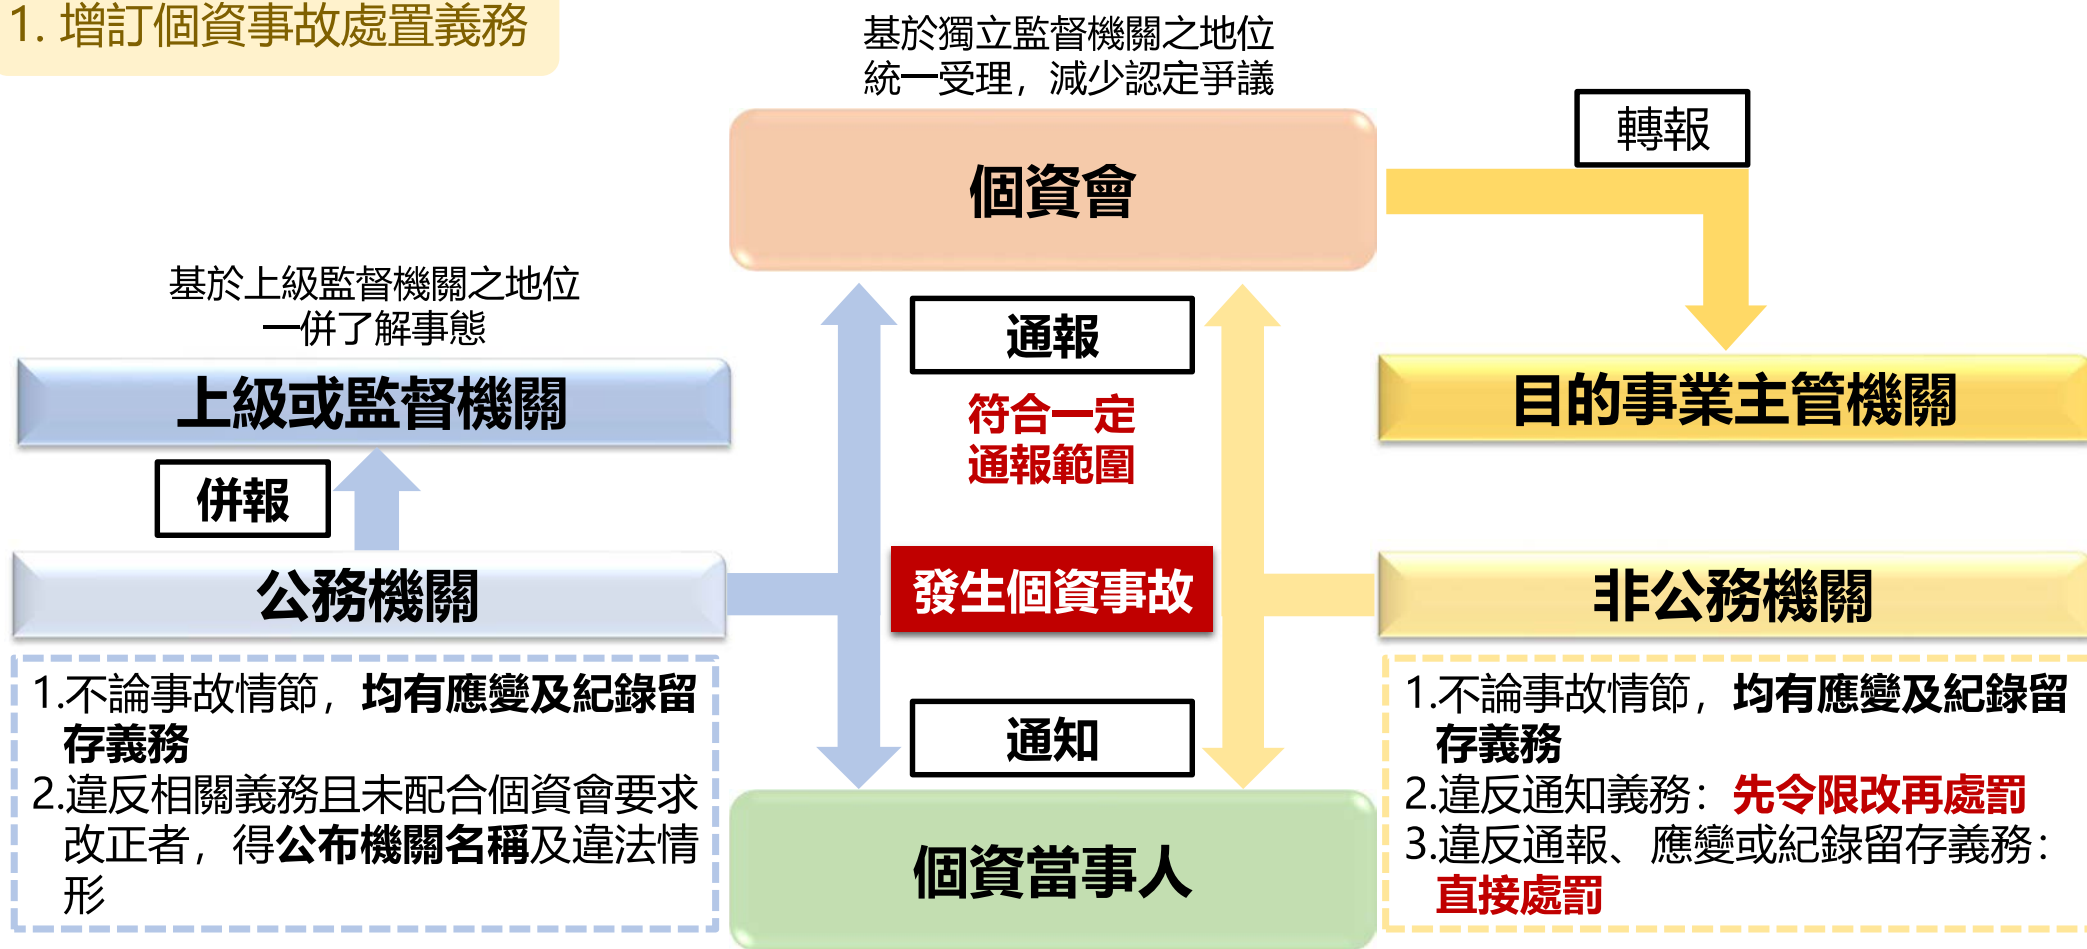 1. 增訂個資事故處置義務
基於獨立監督機關之地位
統一受理，減少認定爭議
個資會
轉報
基於上級監督機關之地位
一併了解事態
上級或監督機關
通報
符合一定
通報範圍
目的事業主管機關
併報
公務機關
發生個資事故
非公務機關
1.不論事故情節，均有應變及紀錄留
存義務
2.違反相關義務且未配合個資會要求
改正者，得公布機關名稱及違法情
形
通知
個資當事人
1.不論事故情節，均有應變及紀錄留
存義務
2.違反通知義務：先令限改再處罰
3.違反通報、應變或紀錄留存義務：
直接處罰